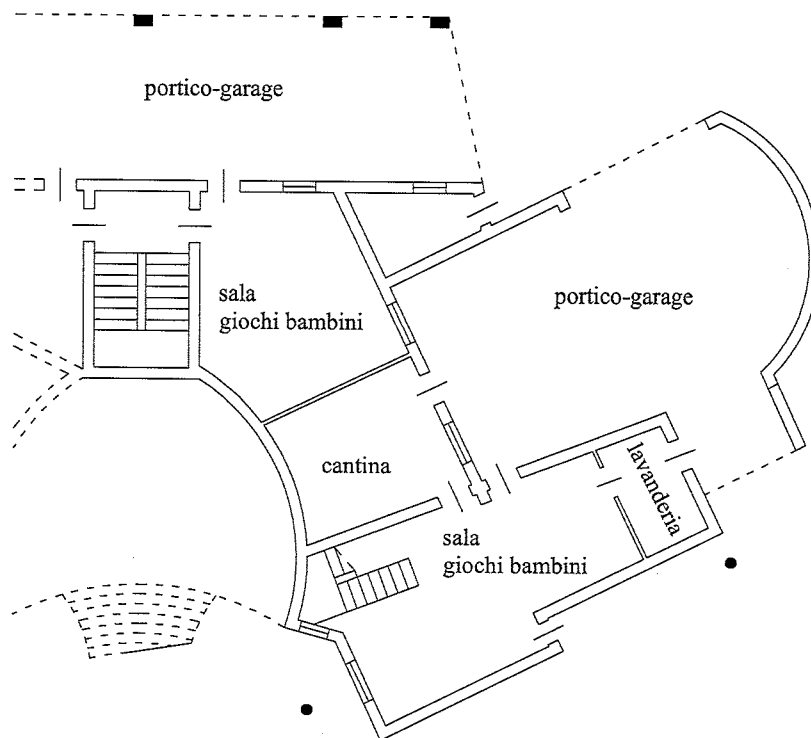 portico-garage
sala
giochi bambini
portico-garage
cantina
lavanderia
sala
giochi bambini